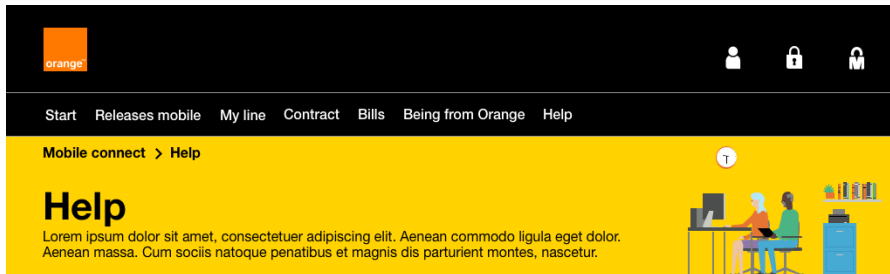 orange™
Start Releases mobile My line Contract Bills Being from Orange Help
Mobile connect > Help
Help
Lorem ipsum dolor sit amet, consectetuer adipiscing elit. Aenean commodo ligula eget dolor.
Aenean massa. Cum sociis natoque penatibus et magnis dis parturient montes, nascetur.